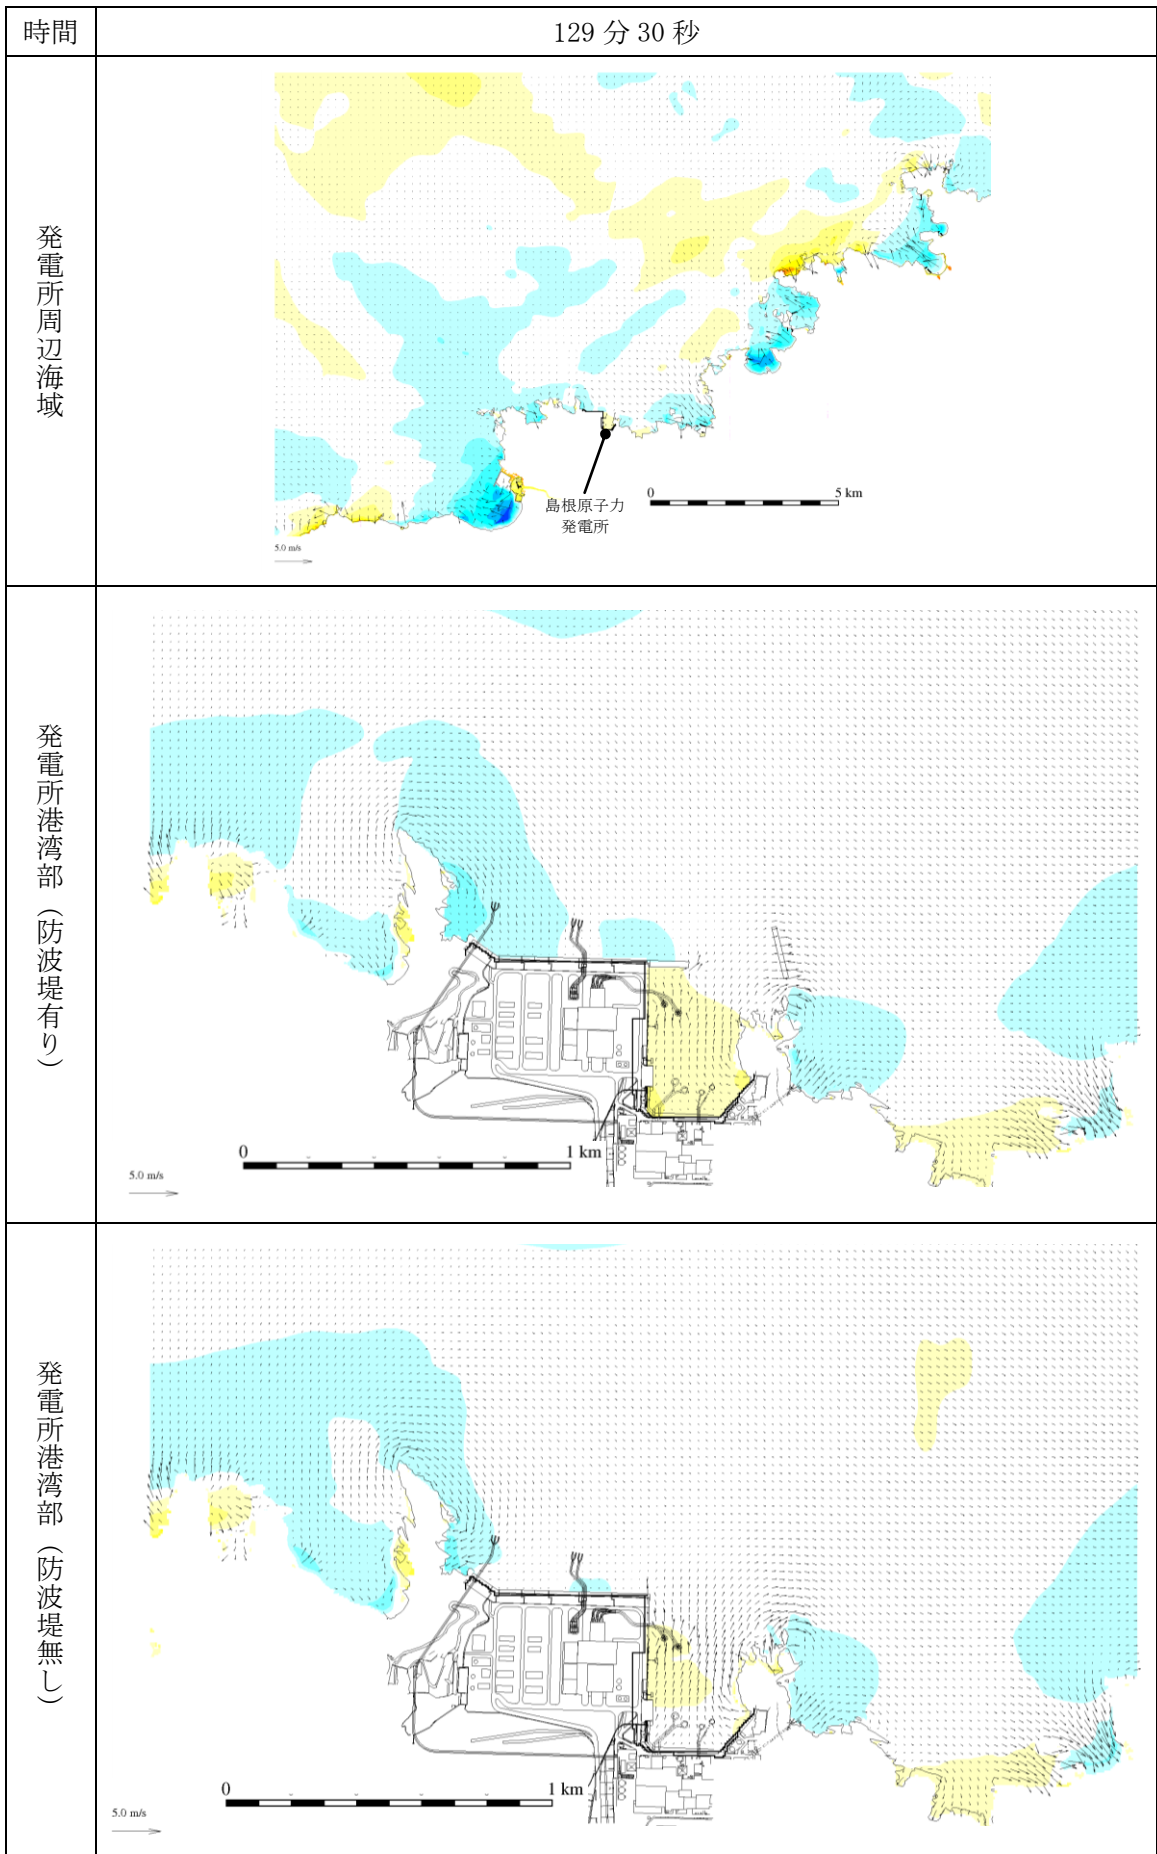 時間
129 分 30 秒
発電所周辺海域
島根原子力
発電所
0
5 km
5.0 m/s
発電所港湾部（防波堤有り）
0
1 km
5.0 m/s
発電所港湾部（防波堤無し）
0
1 km
5.0 m/s